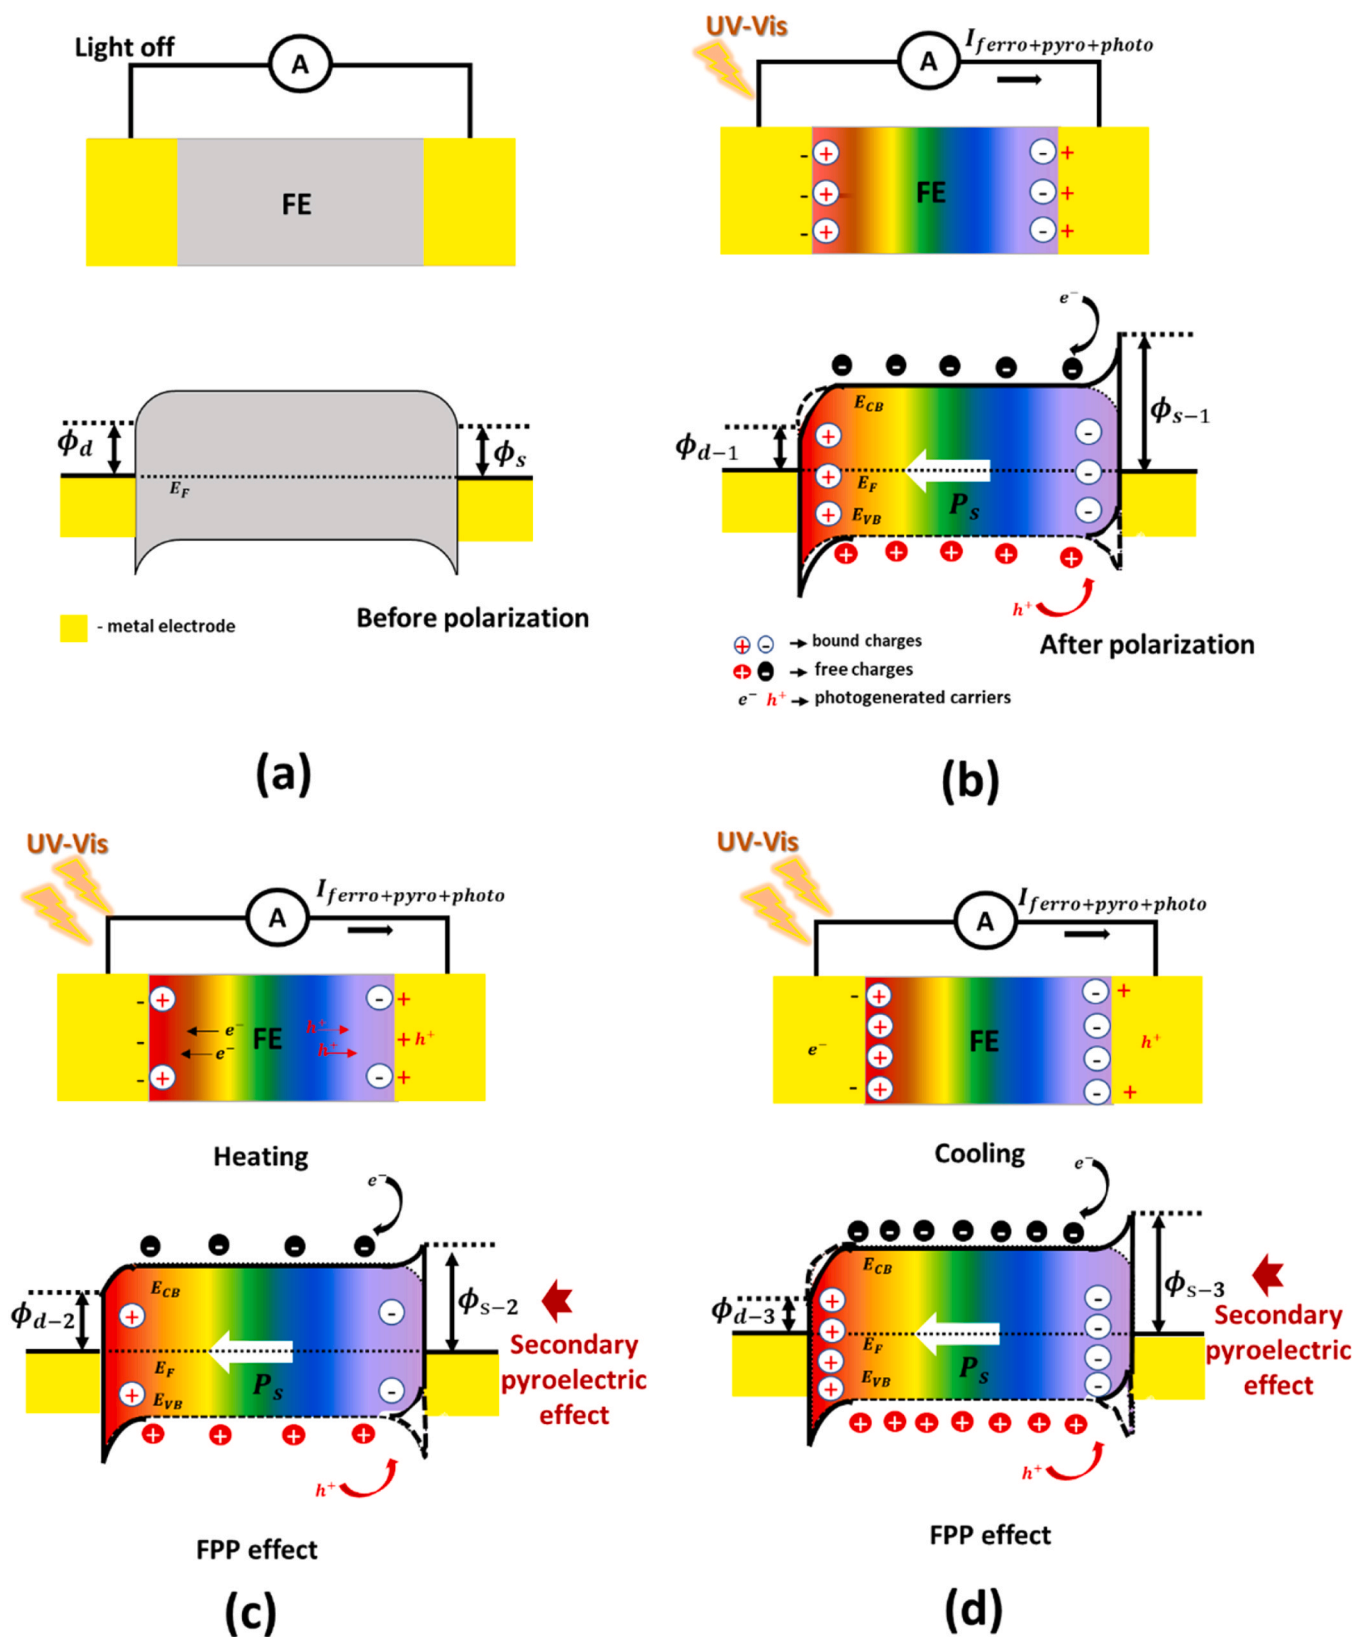 Light off
A
FE
ϕd
ϕs
EF
- metal electrode
Before polarization
(a)
UV-Vis
A
Iferro+pyro+photo
- + - +
- + FE - +
- + - +
e−
- - - - -
ECB
ϕs−1
ϕd−1
+ -
+ -
EF
EVB
Ps
+ -
+ + + + +
h+
+ - bound charges
+ - free charges
e− h+ photogenerated carriers
After polarization
(b)
UV-Vis
A
Iferro+pyro+photo
- + - +
e− h+
- FE + h+
e− h+
- + - +
Heating
e−
- - - -
ECB
ϕd−2
ϕs−2
+ -
EF
EVB
Ps
+ -
+ + + +
h+
Secondary
pyroelectric
effect
FPP effect
(c)
UV-Vis
A
Iferro+pyro+photo
- + - +
+ -
e− FE h+
+ -
- + - +
Cooling
e−
- - - - - - -
ECB
ϕd−3
ϕs−3
+ -
+ -
EF
+ -
EVB
Ps
+ -
+ + + + + + +
h+
Secondary
pyroelectric
effect
FPP effect
(d)